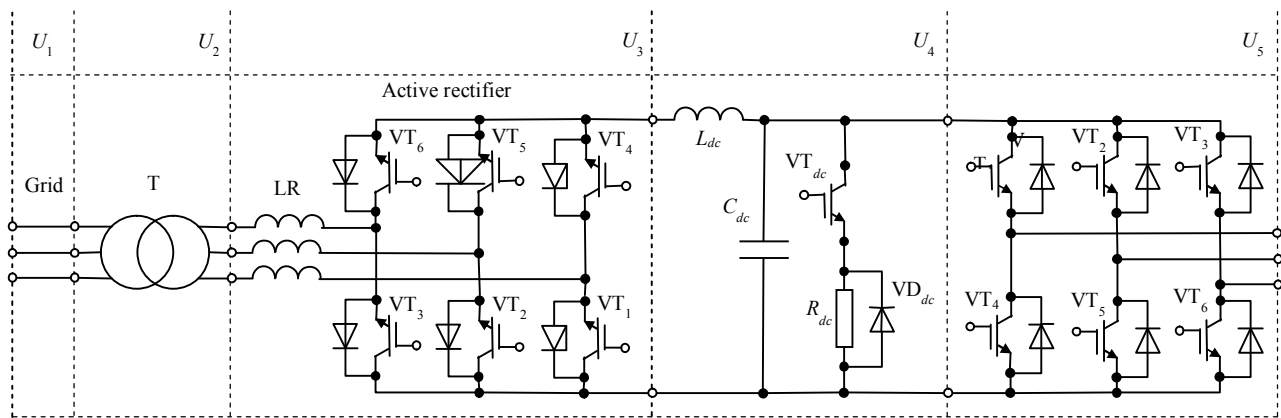 U1 U2 U3 U4 U5
Active rectifier
Grid T LR
VT6 VT5 VT4
Ldc
VTdc
Cdc
T V VT2 VT3
VT3 VT2 VT1
Rdc VDdc
VT4 VT5 VT6